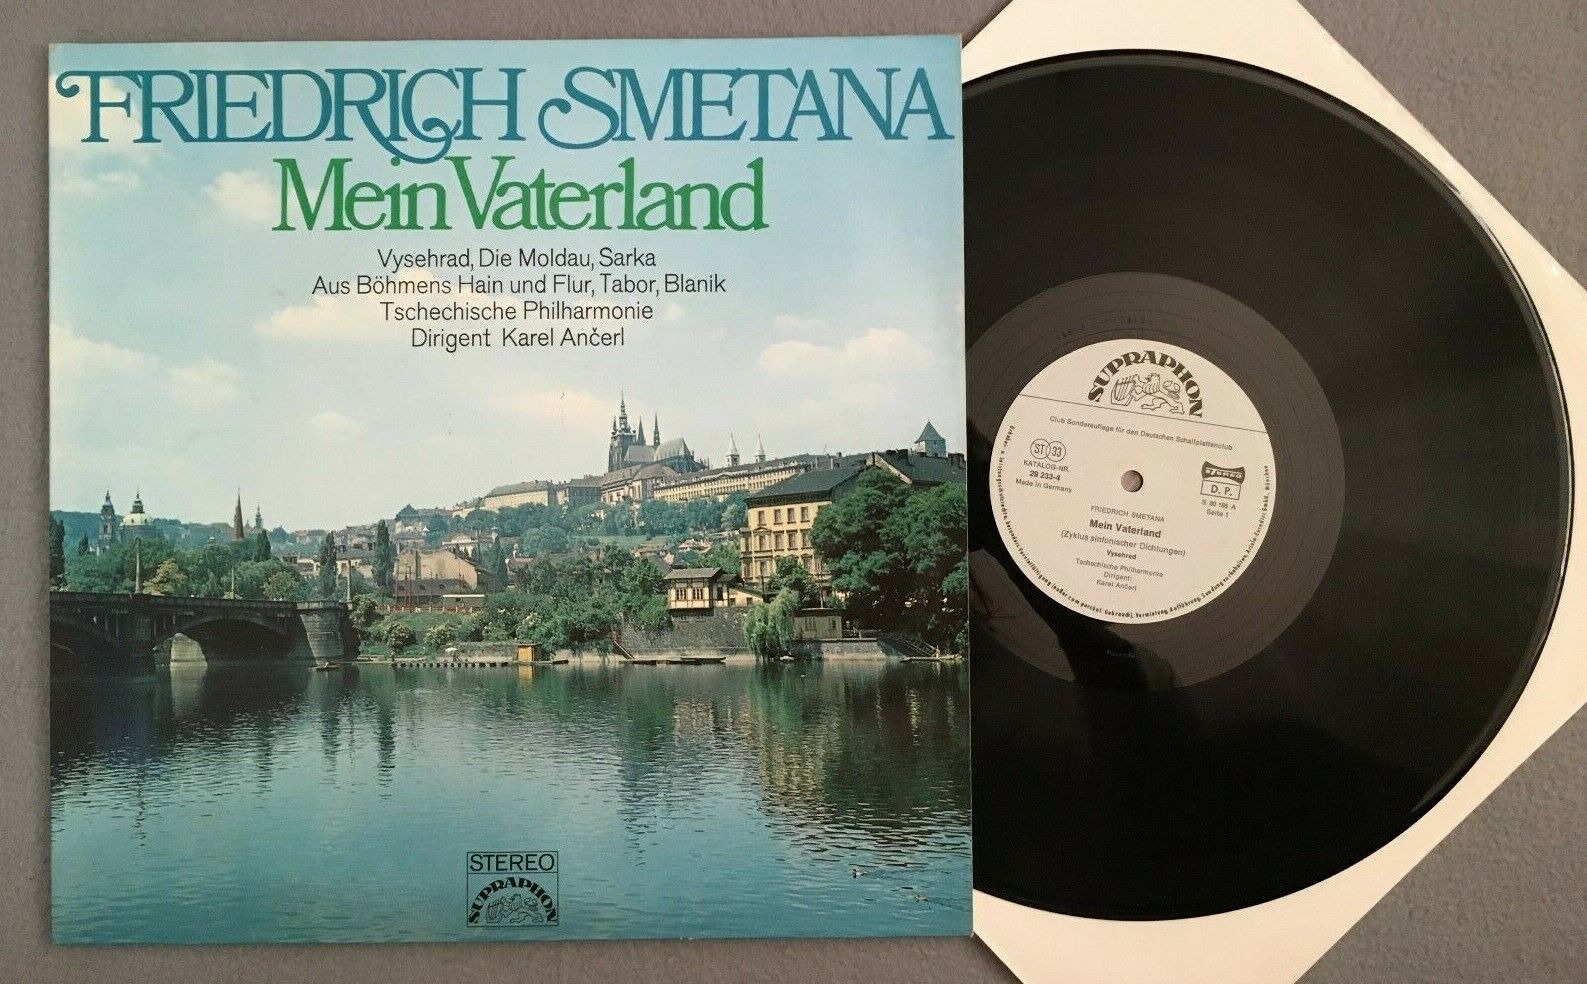 FRIEDRICH SMETANA
Mein Vaterland
Vysehrad, Die Moldau, Sarka
Aus Böhmens Hain und Flur, Tabor, Blanik
Tschechische Philharmonie
Dirigent Karel Ančerl
STEREO
SUPRAPHON
SUPRAPHON
Club Sonderauflage für den Deutschen Schallplattenclub
ST 33
KATALOG-NR.
29 233-4
Made in Germany
STEREO
D. P.
Seite 1
FRIEDRICH SMETANA
Mein Vaterland
(Zyklus sinfonischer Dichtungen)
Vysehrad
Tschechische Philharmonie
Dirigent:
Karel Ančerl